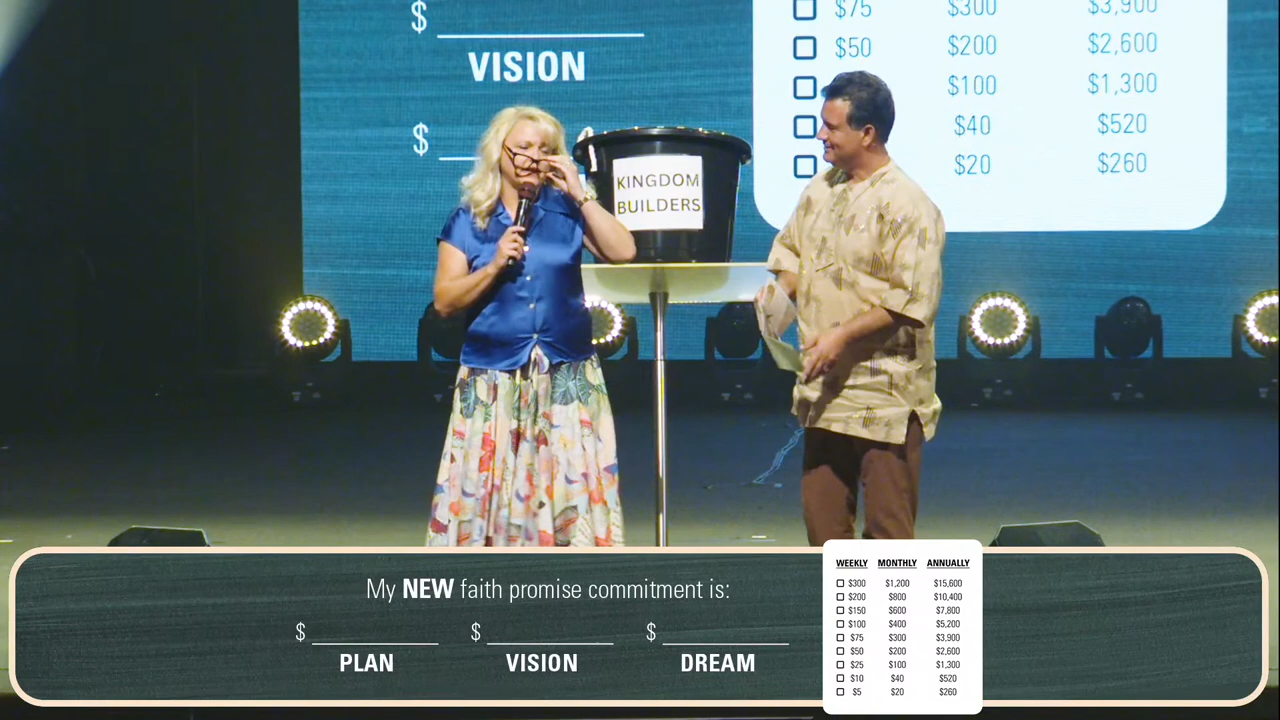 $
VISION
$
$75 $300 $3,900
$50 $200 $2,600
$100 $1,300
$40 $520
$20 $260
KINGDOM
BUILDERS
My NEW faith promise commitment is:
$ $ $
PLAN VISION DREAM
WEEKLY MONTHLY ANNUALLY
$300 $1,200 $15,600
$200 $800 $10,400
$150 $600 $7,800
$100 $400 $5,200
$75 $300 $3,900
$50 $200 $2,600
$25 $100 $1,300
$10 $40 $520
$5 $20 $260